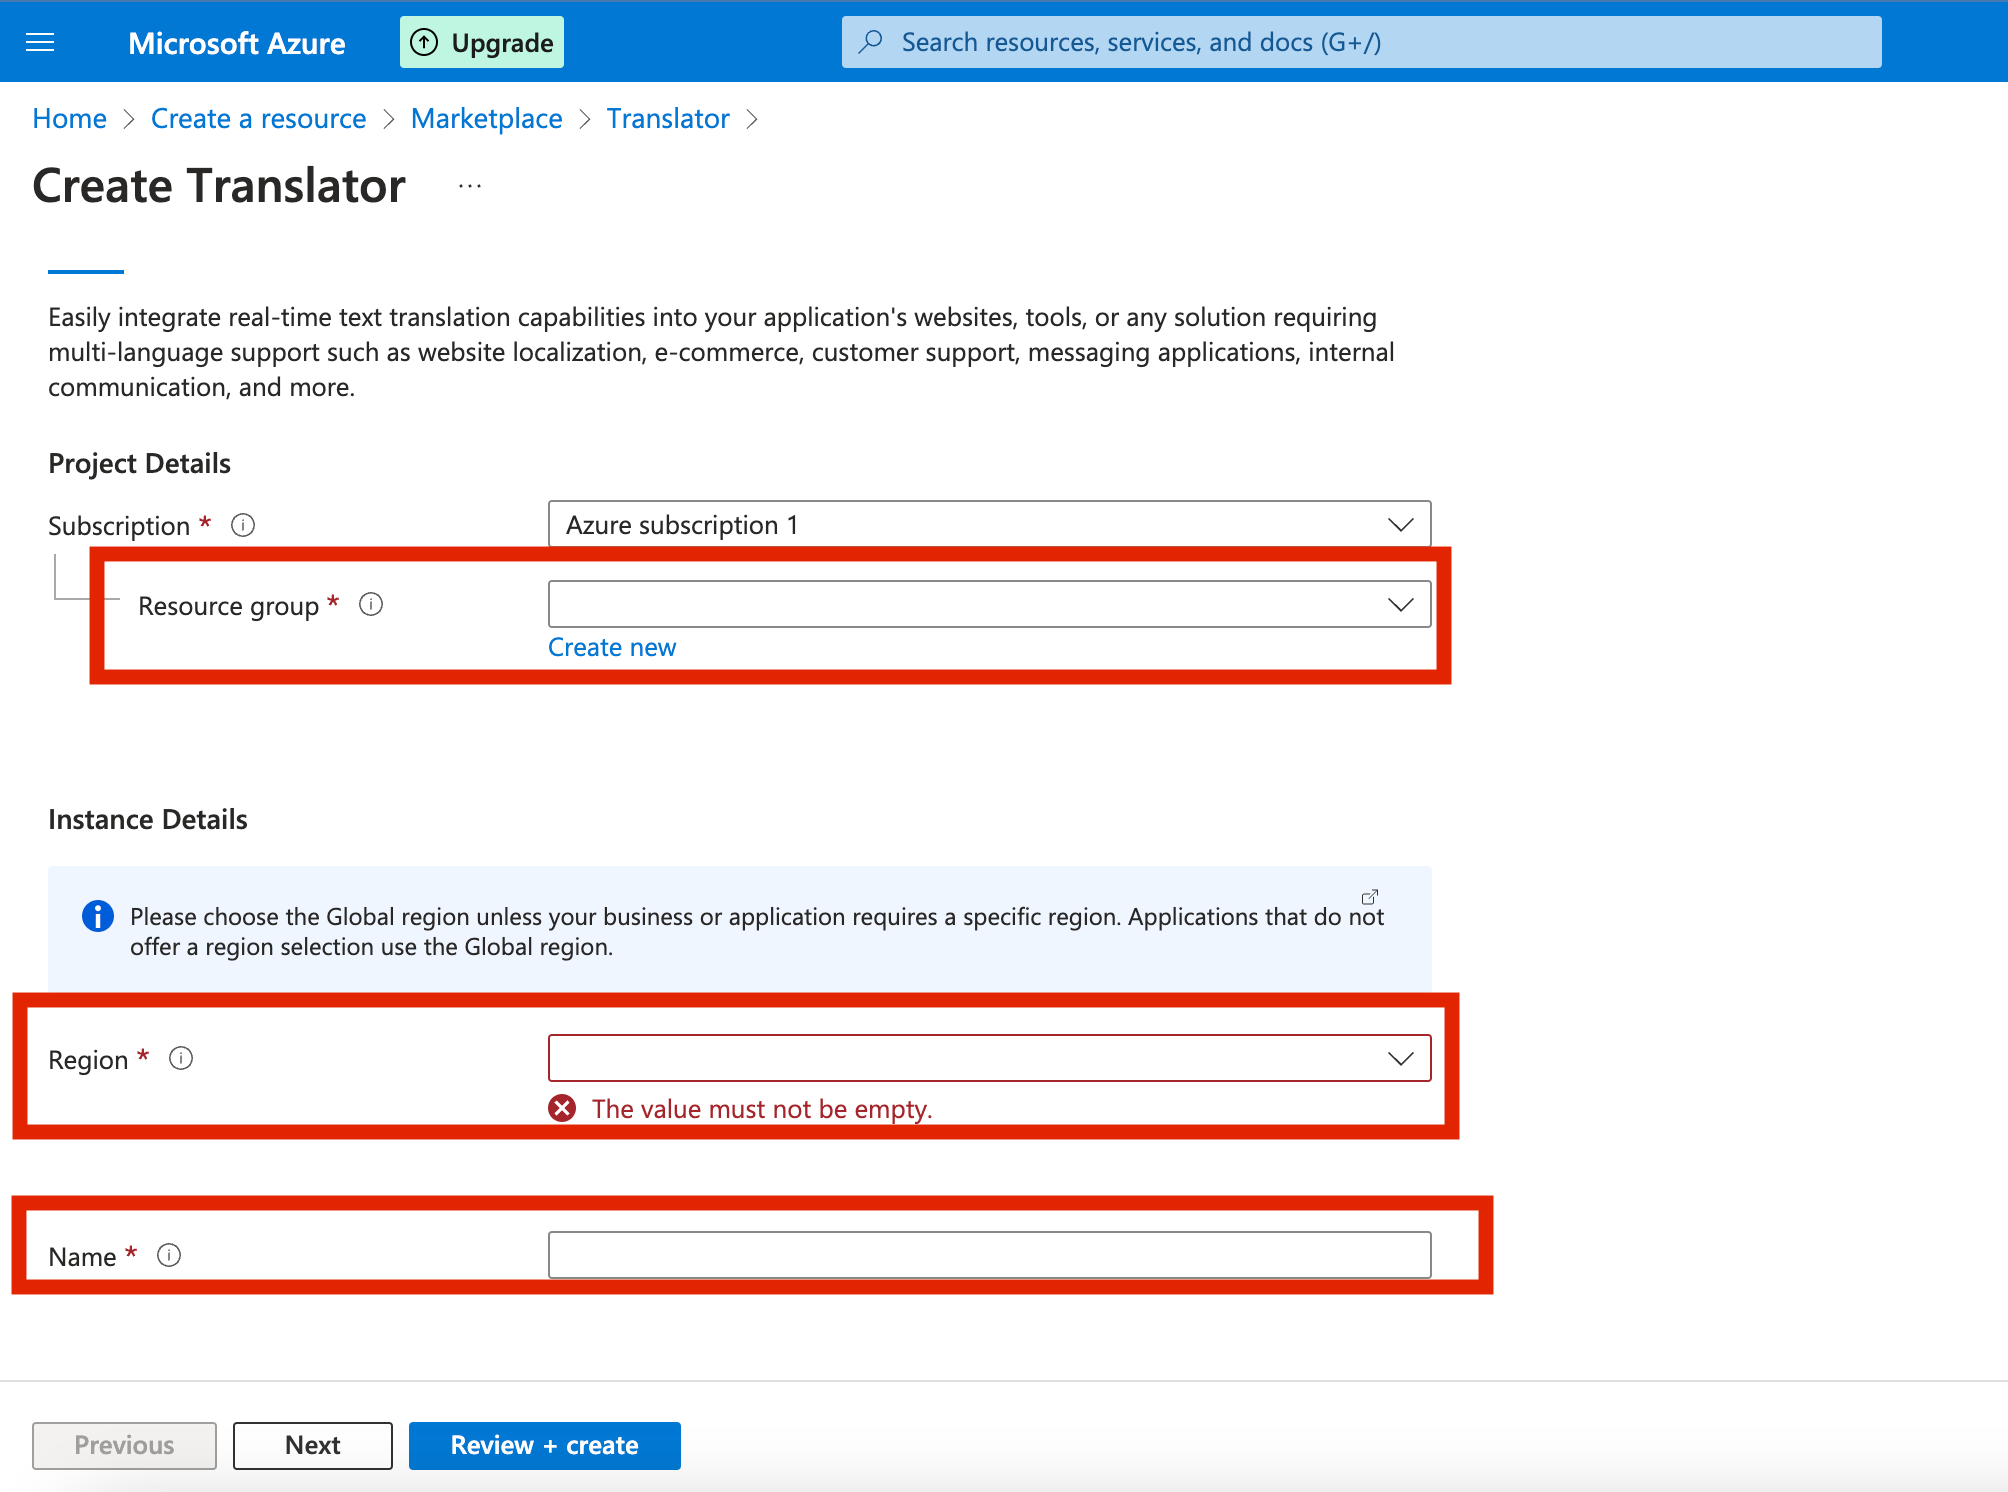 Microsoft Azure
Upgrade
Search resources, services, and docs (G+/)
Home > Create a resource > Marketplace > Translator >
Create Translator ...
Easily integrate real-time text translation capabilities into your application's websites, tools, or any solution requiring
multi-language support such as website localization, e-commerce, customer support, messaging applications, internal
communication, and more.
Project Details
Subscription *
Azure subscription 1
Resource group *
Create new
Instance Details
Please choose the Global region unless your business or application requires a specific region. Applications that do not
offer a region selection use the Global region.
Region *
The value must not be empty.
Name *
Previous
Next
Review + create